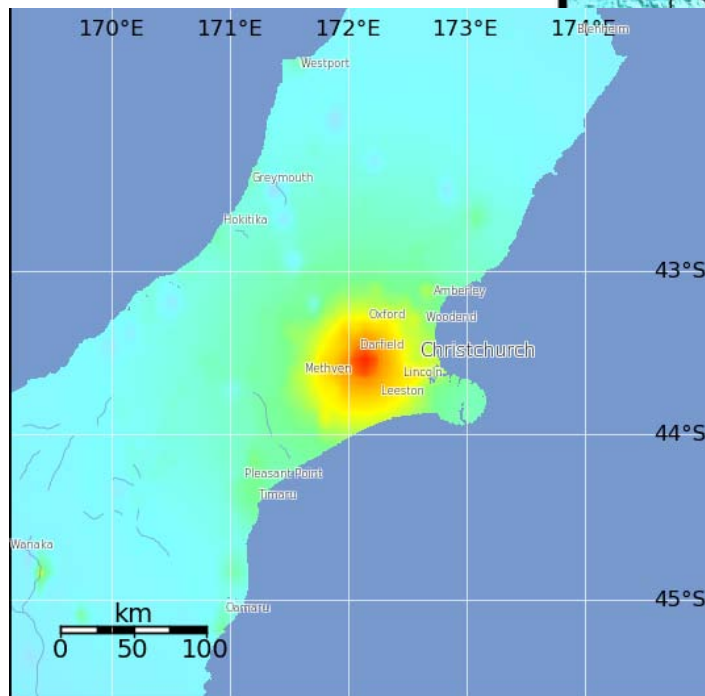 170°E 171°E 172°E 173°E 174°E
Blenheim
Westport
Greymouth
Hokitika
43°S
Amberley
Oxford
Woodend
Darfield
Christchurch
Methven
Lincoln
Leeston
44°S
Pleasant Point
Timaru
Wanaka
45°S
Oamaru
km
0 50 100